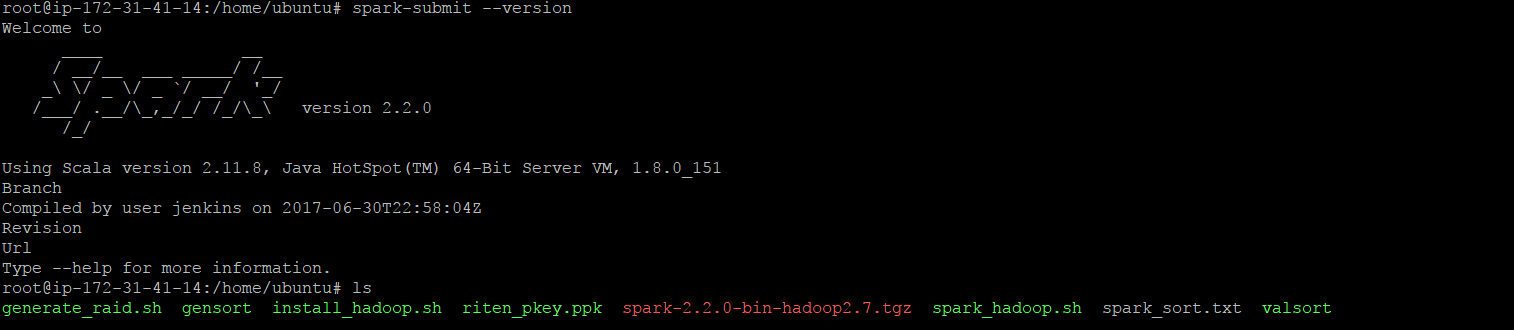 root@ip-172-31-41-14:/home/ubuntu# spark-submit --version
Welcome to
      ____              __
     / __/__  ___ _____/ /__
    _\ \/ _ \/ _ `/ __/  '_/
   /___/ .__/\_,_/_/ /_/\_\   version 2.2.0
      /_/
Using Scala version 2.11.8, Java HotSpot(TM) 64-Bit Server VM, 1.8.0_151
Branch
Compiled by user jenkins on 2017-06-30T22:58:04Z
Revision
Url
Type --help for more information.
root@ip-172-31-41-14:/home/ubuntu# ls
generate_raid.sh  gensort  install_hadoop.sh  riten_pkey.ppk  spark-2.2.0-bin-hadoop2.7.tgz  spark_hadoop.sh  spark_sort.txt  valsort